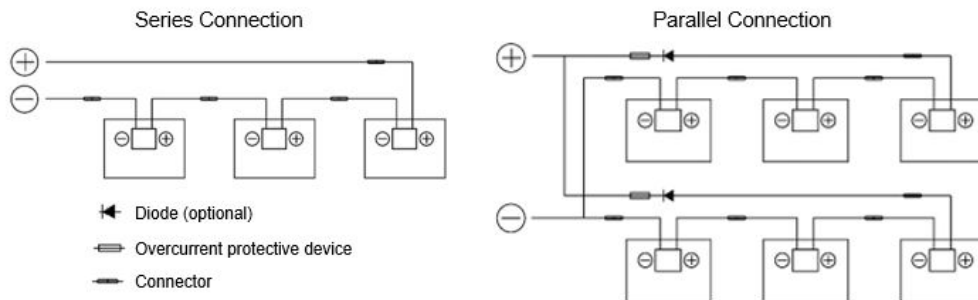 Series Connection
Parallel Connection
Diode (optional)
Overcurrent protective device
Connector